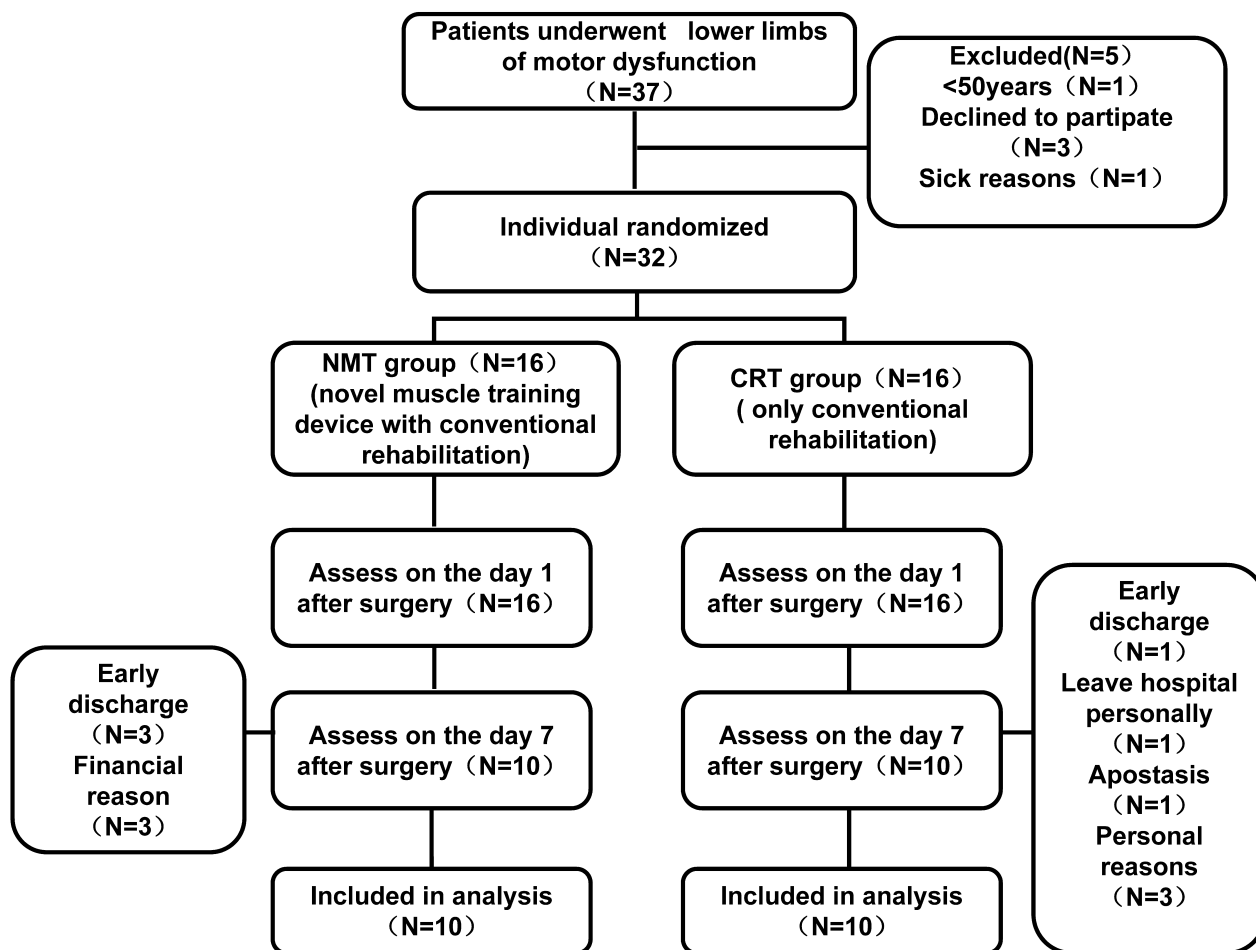 Patients underwent lower limbs
of motor dysfunction
（N=37）
Excluded(N=5)
<50years（N=1）
Declined to partipate
（N=3）
Sick reasons（N=1）
Individual randomized
（N=32）
NMT group（N=16）
(novel muscle training
device with conventional
rehabilitation)
CRT group（N=16）
( only conventional
rehabilitation)
Assess on the day 1
after surgery（N=16）
Assess on the day 1
after surgery（N=16）
Early
discharge
（N=3）
Financial
reason
（N=3）
Assess on the day 7
after surgery（N=10）
Assess on the day 7
after surgery（N=10）
Early
discharge
（N=1）
Leave hospital
personally
（N=1）
Apostasis
（N=1）
Personal
reasons
（N=3）
Included in analysis
（N=10）
Included in analysis
（N=10）